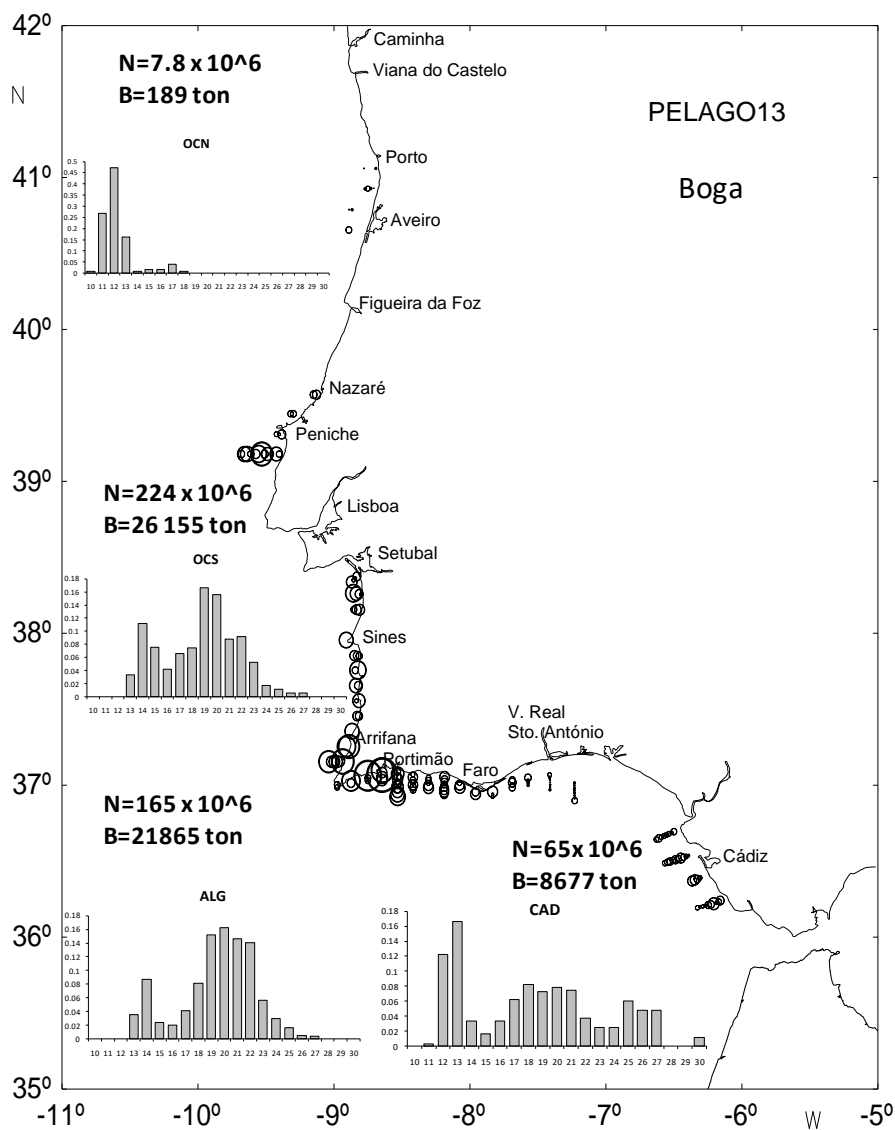 42⁰
41⁰
40⁰
39⁰
38⁰
37⁰
36⁰
35⁰
N
-11⁰ -10⁰ -9⁰ -8⁰ -7⁰ -6⁰ -5⁰
W
PELAGO13
Boga
Caminha
Viana do Castelo
Porto
Aveiro
Figueira da Foz
Nazaré
Peniche
Lisboa
Setubal
Sines
Arrifana
Portimão
Faro
V. Real
Sto. António
Cádiz
N=7.8 x 10^6
B=189 ton
OCN
0.5
0.45
0.4
0.35
0.3
0.25
0.2
0.15
0.1
0.05
0
10 11 12 13 14 15 16 17 18 19 20 21 22 23 24 25 26 27 28 29 30
N=224 x 10^6
B=26 155 ton
OCS
0.18
0.16
0.14
0.12
0.1
0.08
0.06
0.04
0.02
0
10 11 12 13 14 15 16 17 18 19 20 21 22 23 24 25 26 27 28 29 30
N=165 x 10^6
B=21865 ton
ALG
0.18
0.16
0.14
0.12
0.1
0.08
0.06
0.04
0.02
0
10 11 12 13 14 15 16 17 18 19 20 21 22 23 24 25 26 27 28 29 30
N=65x 10^6
B=8677 ton
CAD
0.18
0.16
0.14
0.12
0.1
0.08
0.06
0.04
0.02
0
10 11 12 13 14 15 16 17 18 19 20 21 22 23 24 25 26 27 28 29 30